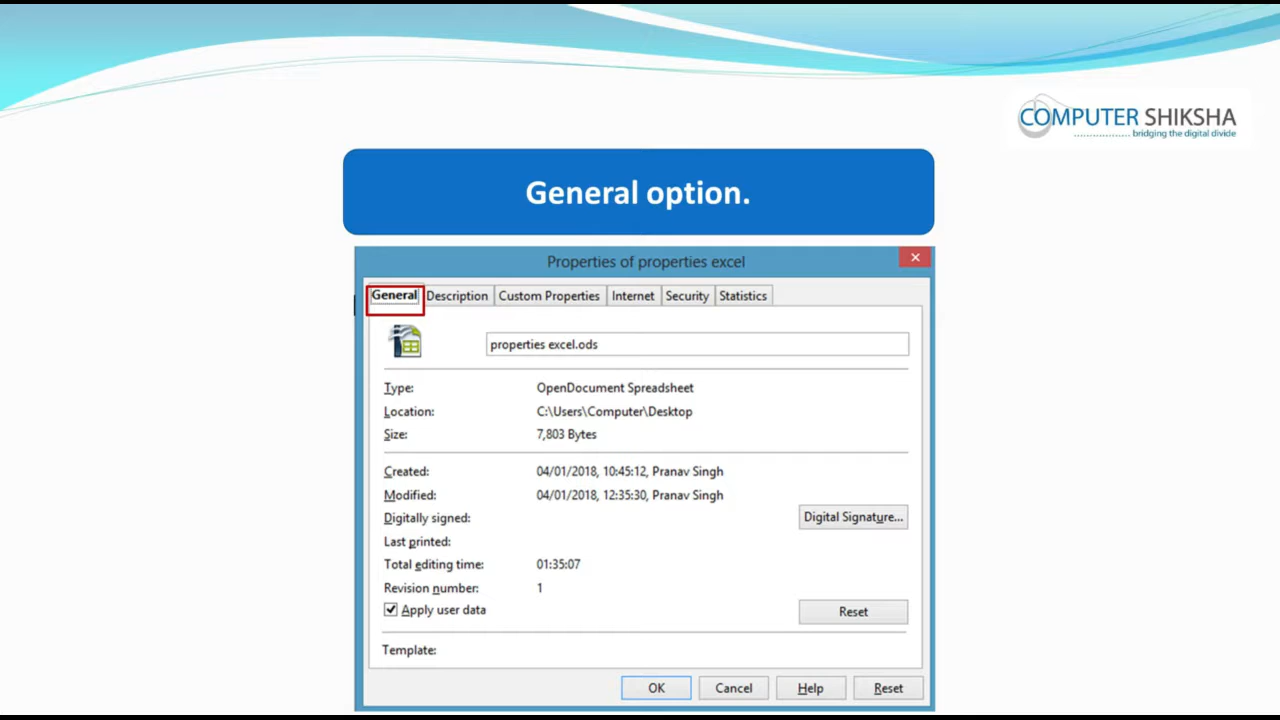 COMPUTER SHIKSHA
bridging the digital divide
General option.
Properties of properties excel
General Description Custom Properties Internet Security Statistics
properties excel.ods
Type: OpenDocument Spreadsheet
Location: C:\Users\Computer\Desktop
Size: 7,803 Bytes
Created: 04/01/2018, 10:45:12, Pranav Singh
Modified: 04/01/2018, 12:35:30, Pranav Singh
Digitally signed: Digital Signature...
Last printed:
Total editing time: 01:35:07
Revision number: 1
Apply user data Reset
Template:
OK Cancel Help Reset